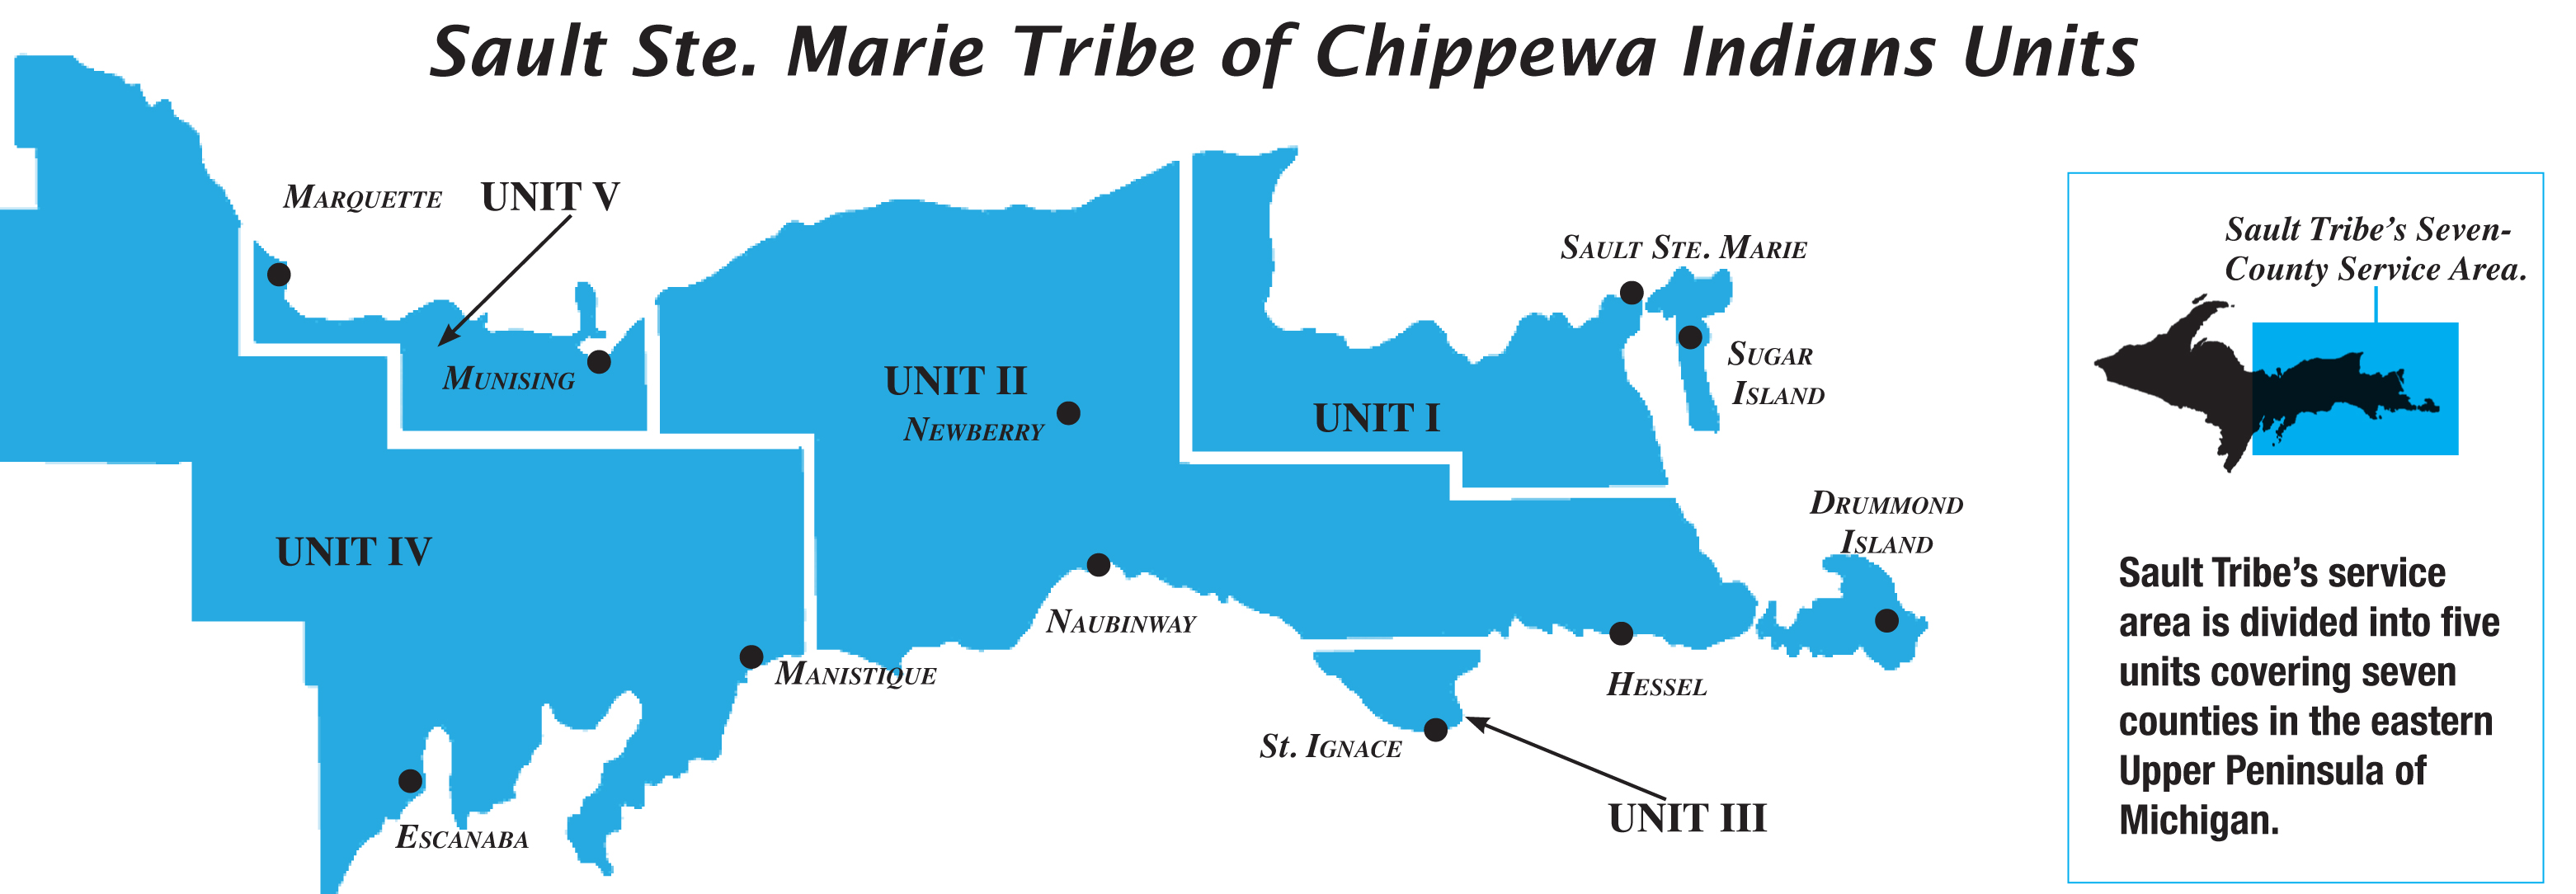 Sault Ste. Marie Tribe of Chippewa Indians Units
Marquette
UNIT V
Munising
UNIT II
Newberry
UNIT I
Sault Ste. Marie
Sugar
Island
Drummond
Island
UNIT IV
Manistique
Naubinway
Hessel
St. Ignace
UNIT III
Escanaba
Sault Tribe’s Seven-
County Service Area.
Sault Tribe’s service
area is divided into five
units covering seven
counties in the eastern
Upper Peninsula of
Michigan.